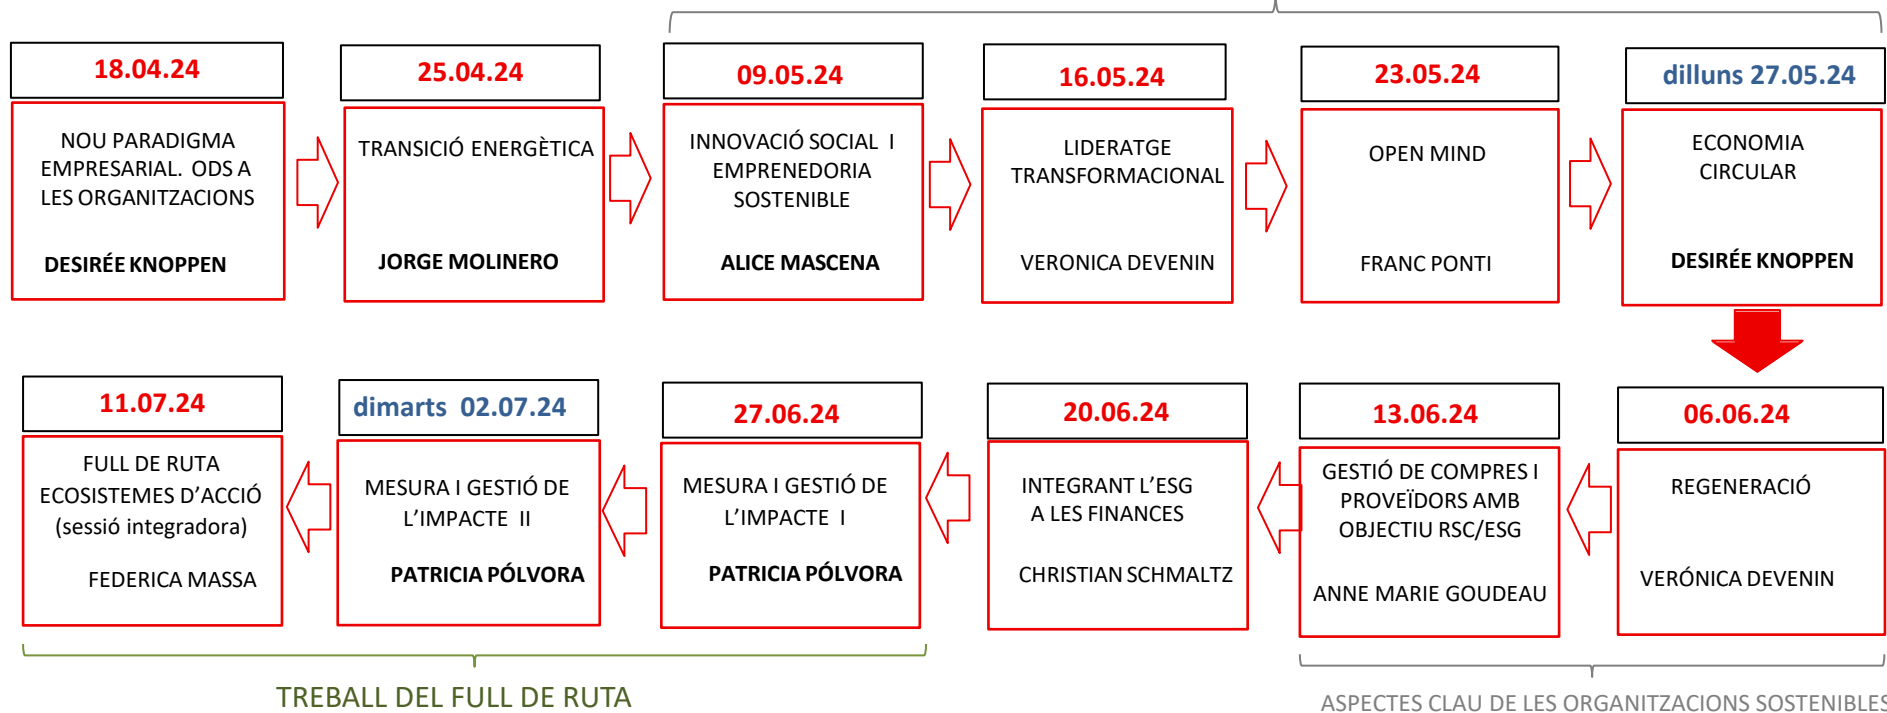 18.04.24
NOU PARADIGMA
EMPRESARIAL. ODS A
LES ORGANITZACIONS
DESIRÉE KNOPPEN
25.04.24
TRANSICIÓ ENERGÈTICA
JORGE MOLINERO
09.05.24
INNOVACIÓ SOCIAL I
EMPRENEDORIA
SOSTENIBLE
ALICE MASCENA
16.05.24
LIDERATGE
TRANSFORMACIONAL
VERONICA DEVENIN
23.05.24
OPEN MIND
FRANC PONTI
dilluns 27.05.24
ECONOMIA
CIRCULAR
DESIRÉE KNOPPEN
06.06.24
REGENERACIÓ
VERÓNICA DEVENIN
13.06.24
GESTIÓ DE COMPRES I
PROVEÏDORS AMB
OBJECTIU RSC/ESG
ANNE MARIE GOUDEAU
20.06.24
INTEGRANT L'ESG
A LES FINANCES
CHRISTIAN SCHMALTZ
27.06.24
MESURA I GESTIÓ DE
L'IMPACTE I
PATRICIA PÓLVORA
dimarts 02.07.24
MESURA I GESTIÓ DE
L'IMPACTE II
PATRICIA PÓLVORA
11.07.24
FULL DE RUTA
ECOSISTEMES D'ACCIÓ
(sessió integradora)
FEDERICA MASSA
TREBALL DEL FULL DE RUTA
ASPECTES CLAU DE LES ORGANITZACIONS SOSTENIBLES